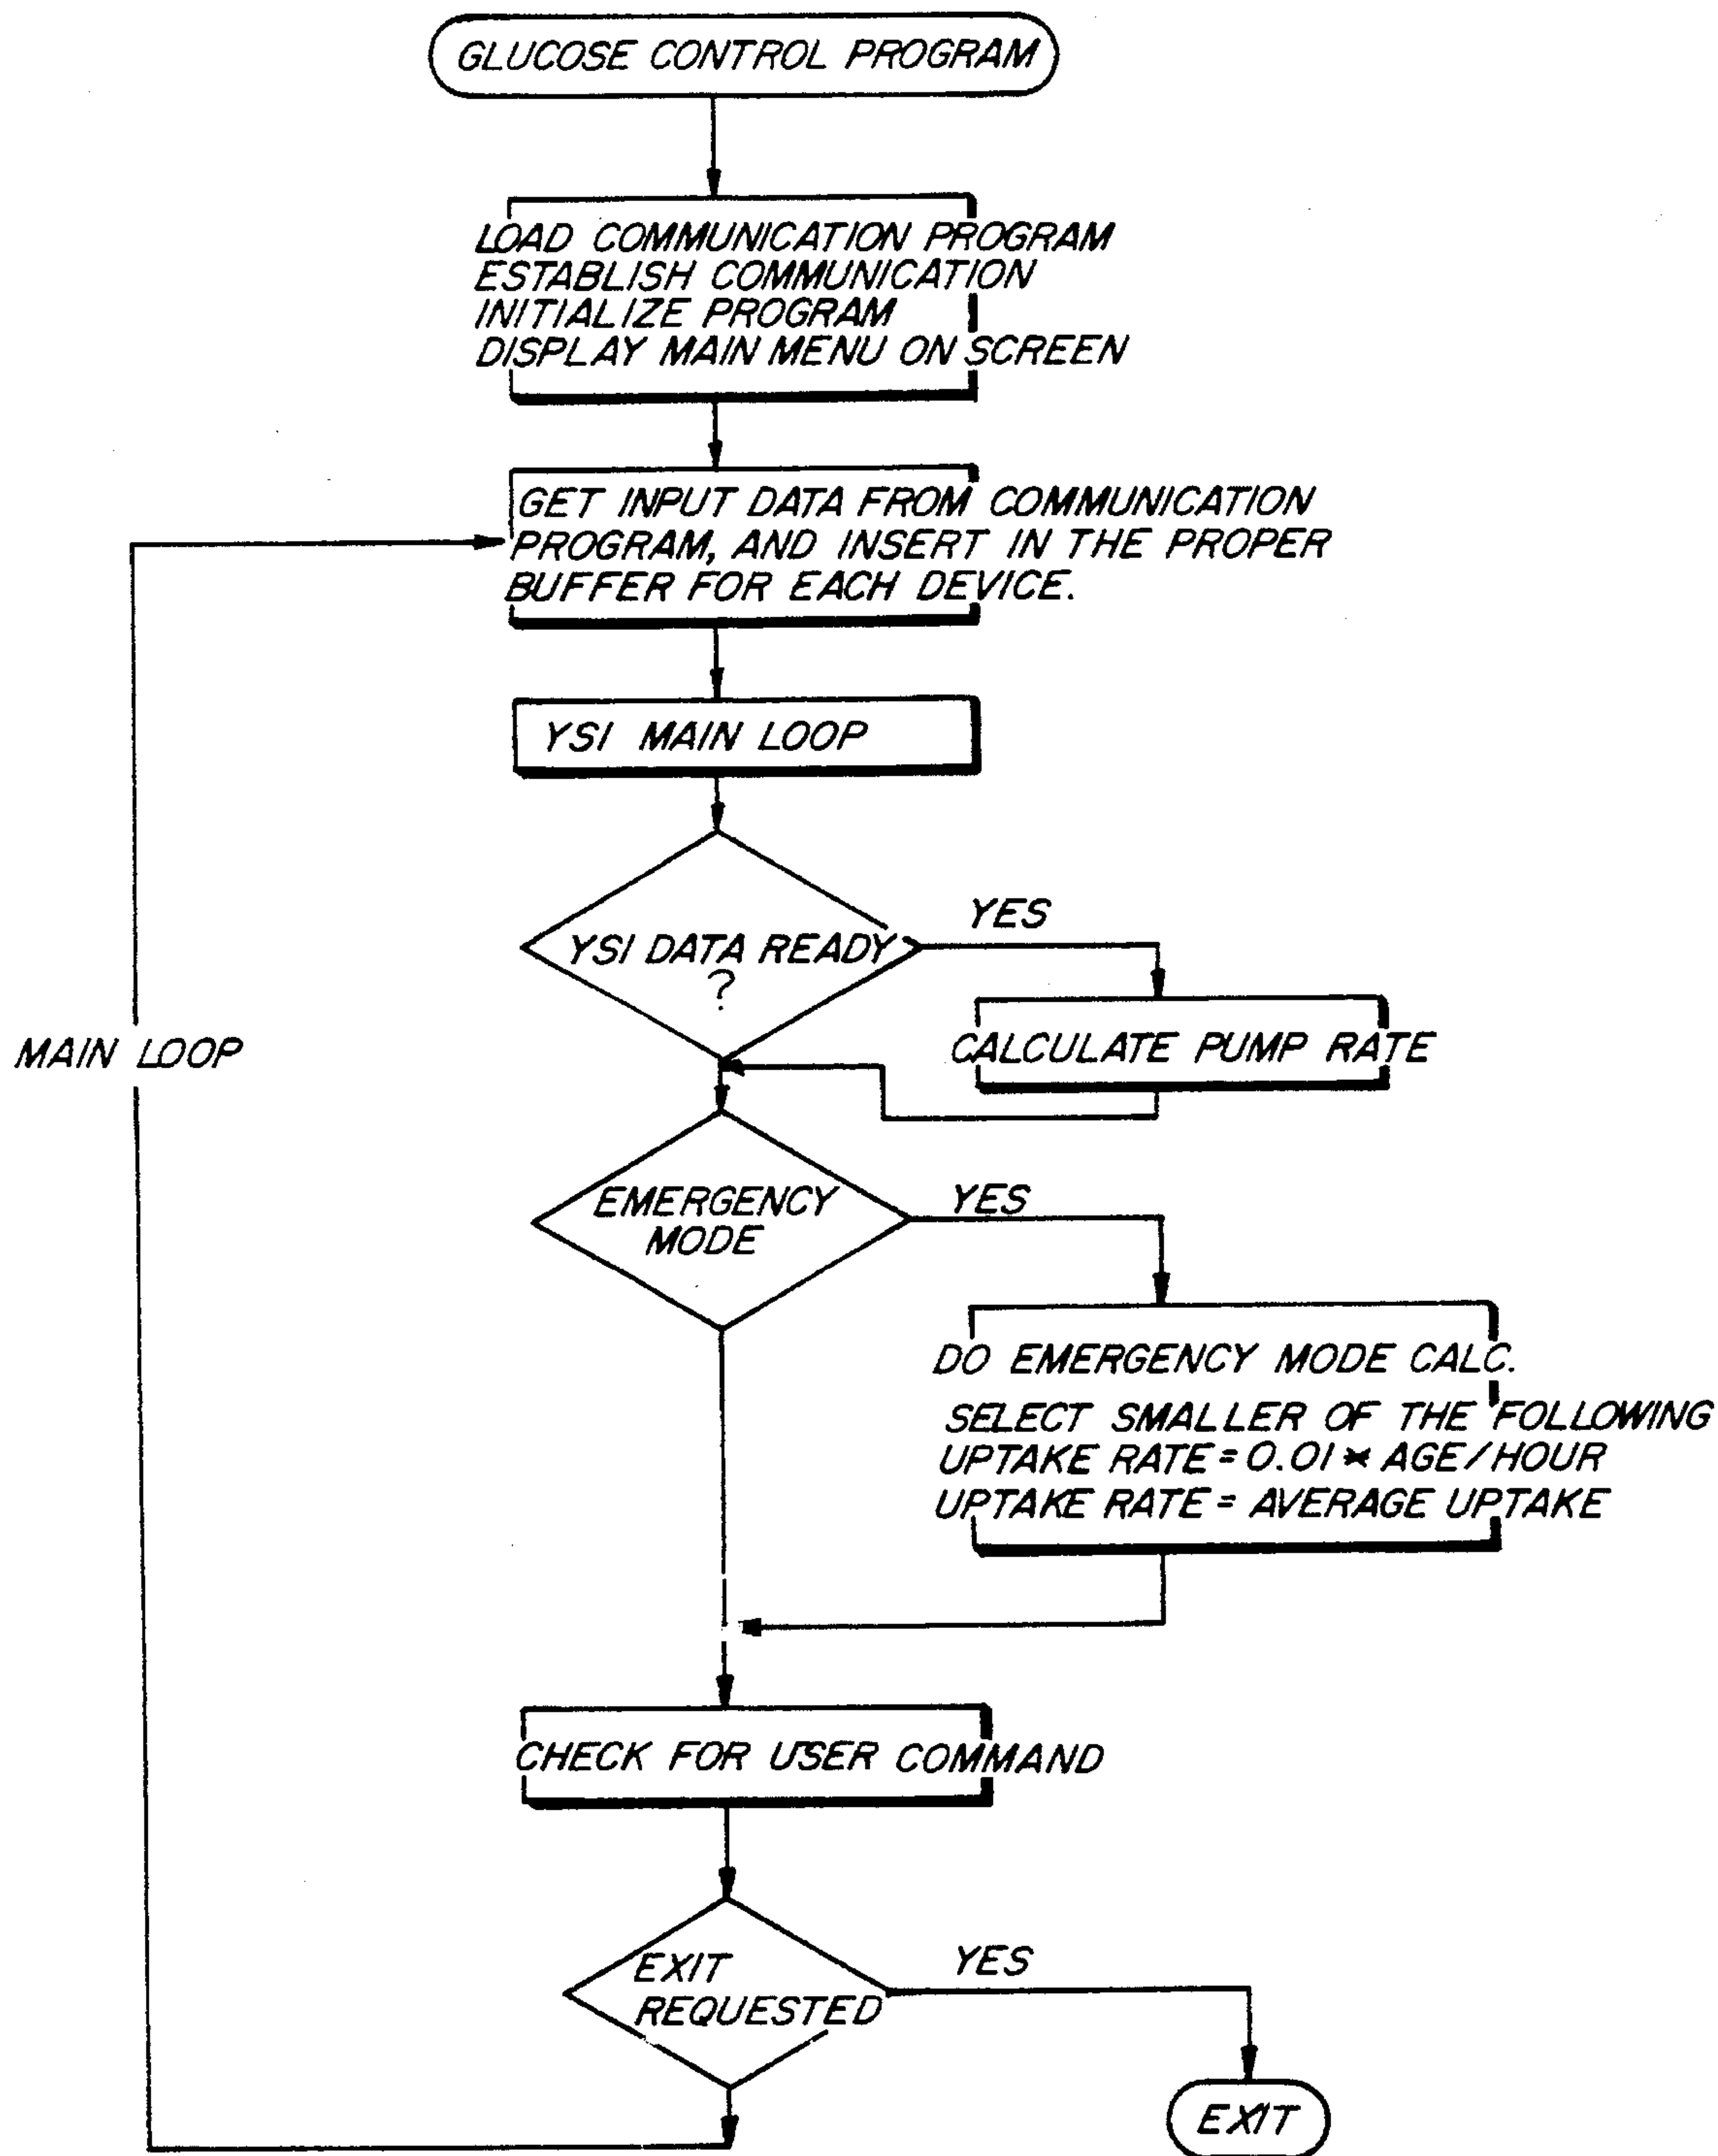 GLUCOSE CONTROL PROGRAM
LOAD COMMUNICATION PROGRAM
ESTABLISH COMMUNICATION
INITIALIZE PROGRAM
DISPLAY MAIN MENU ON SCREEN
GET INPUT DATA FROM COMMUNICATION
PROGRAM, AND INSERT IN THE PROPER
BUFFER FOR EACH DEVICE.
YSI MAIN LOOP
YSI DATA READY
?
YES
CALCULATE PUMP RATE
MAIN LOOP
EMERGENCY
MODE
YES
DO EMERGENCY MODE CALC.
SELECT SMALLER OF THE FOLLOWING
UPTAKE RATE = 0.01 * AGE/HOUR
UPTAKE RATE = AVERAGE UPTAKE
CHECK FOR USER COMMAND
EXIT
REQUESTED
YES
EXIT